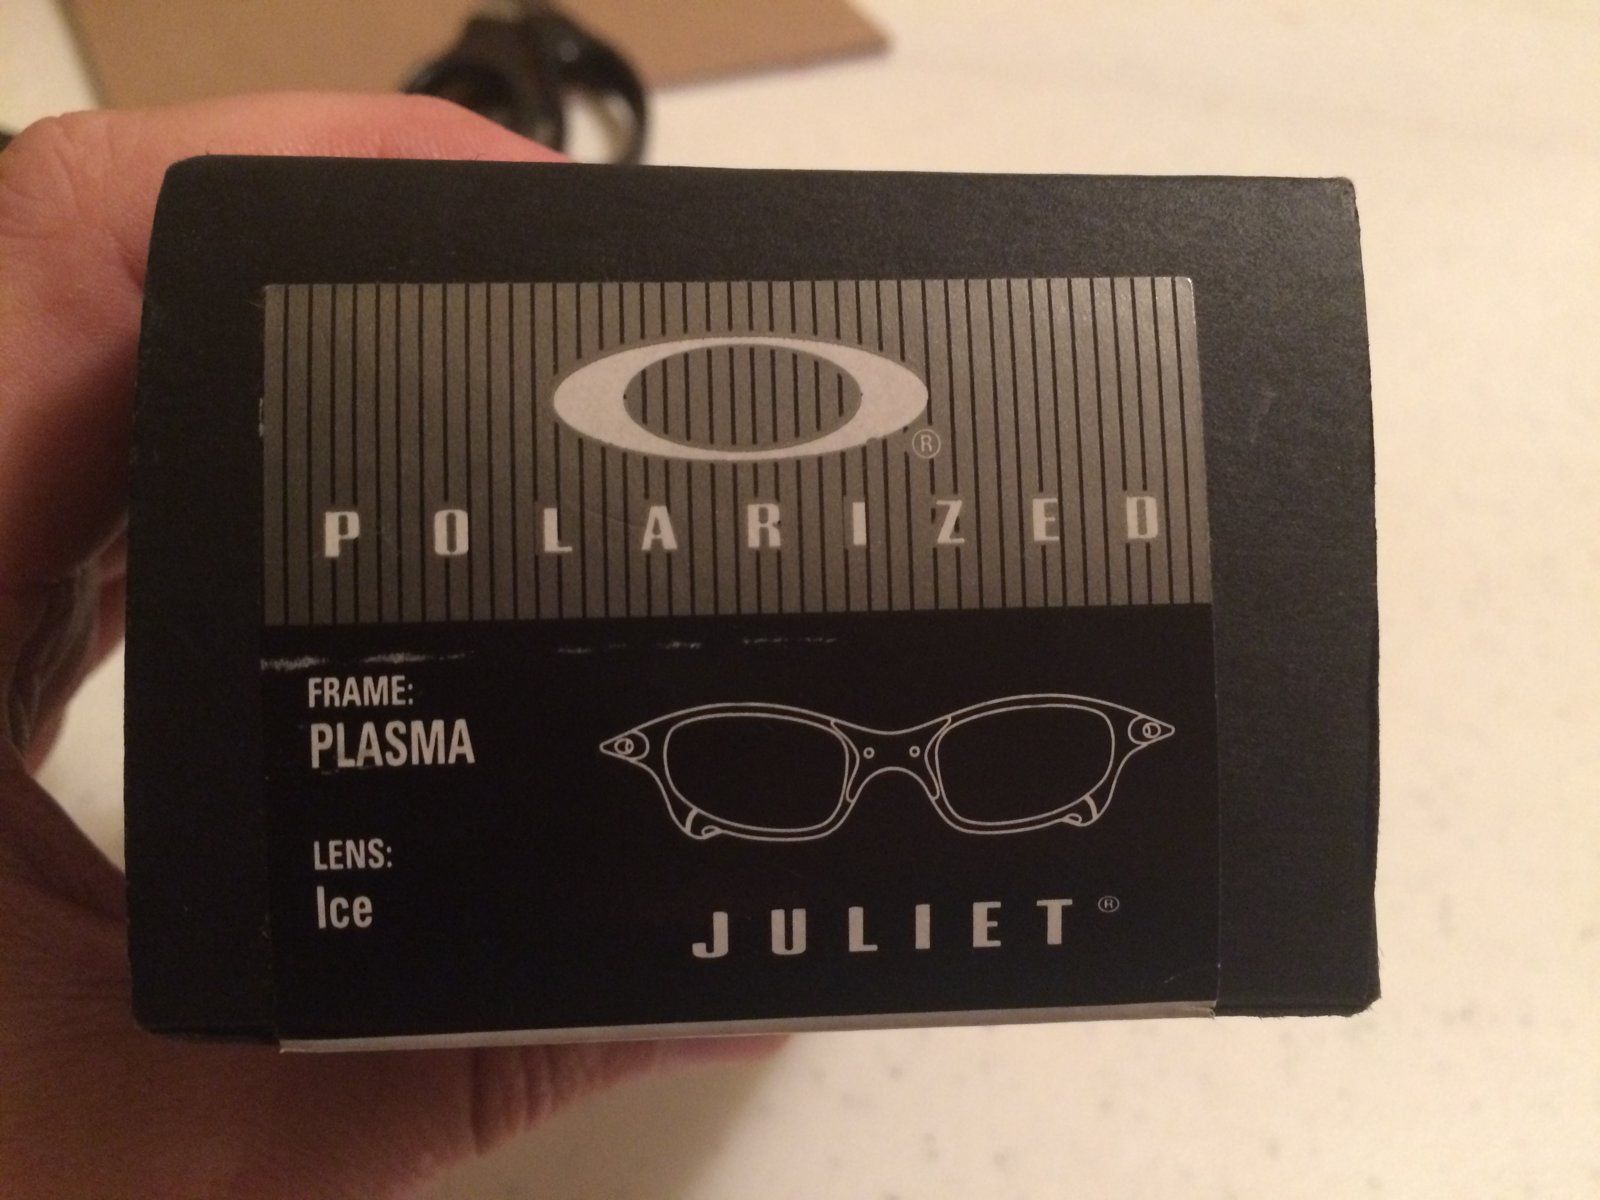 ®
POLARIZED
FRAME:
PLASMA
LENS:
Ice
JULIET®